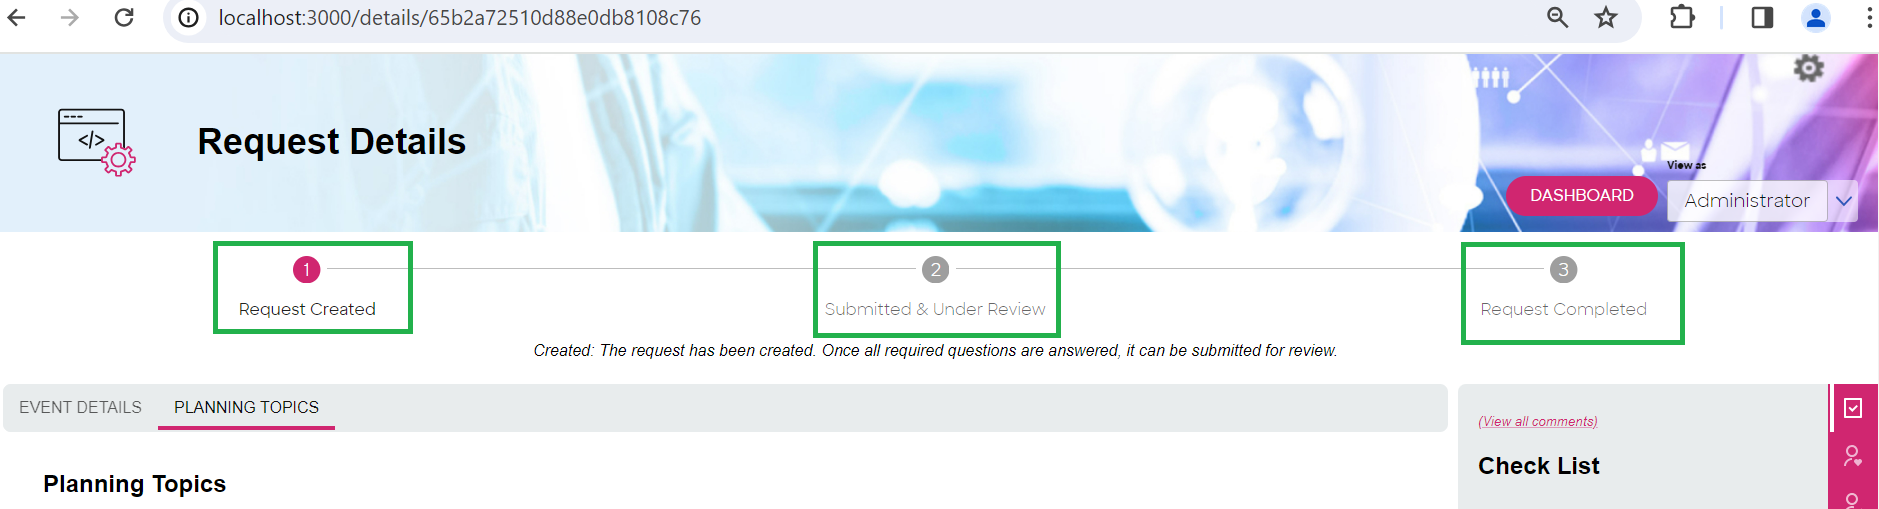 localhost:3000/details/65b2a72510d88e0db8108c76
</>
Request Details
View as
DASHBOARD
Administrator
1
2
3
Request Created
Submitted & Under Review
Request Completed
Created: The request has been created. Once all required questions are answered, it can be submitted for review.
EVENT DETAILS
PLANNING TOPICS
(View all comments)
Check List
Planning Topics